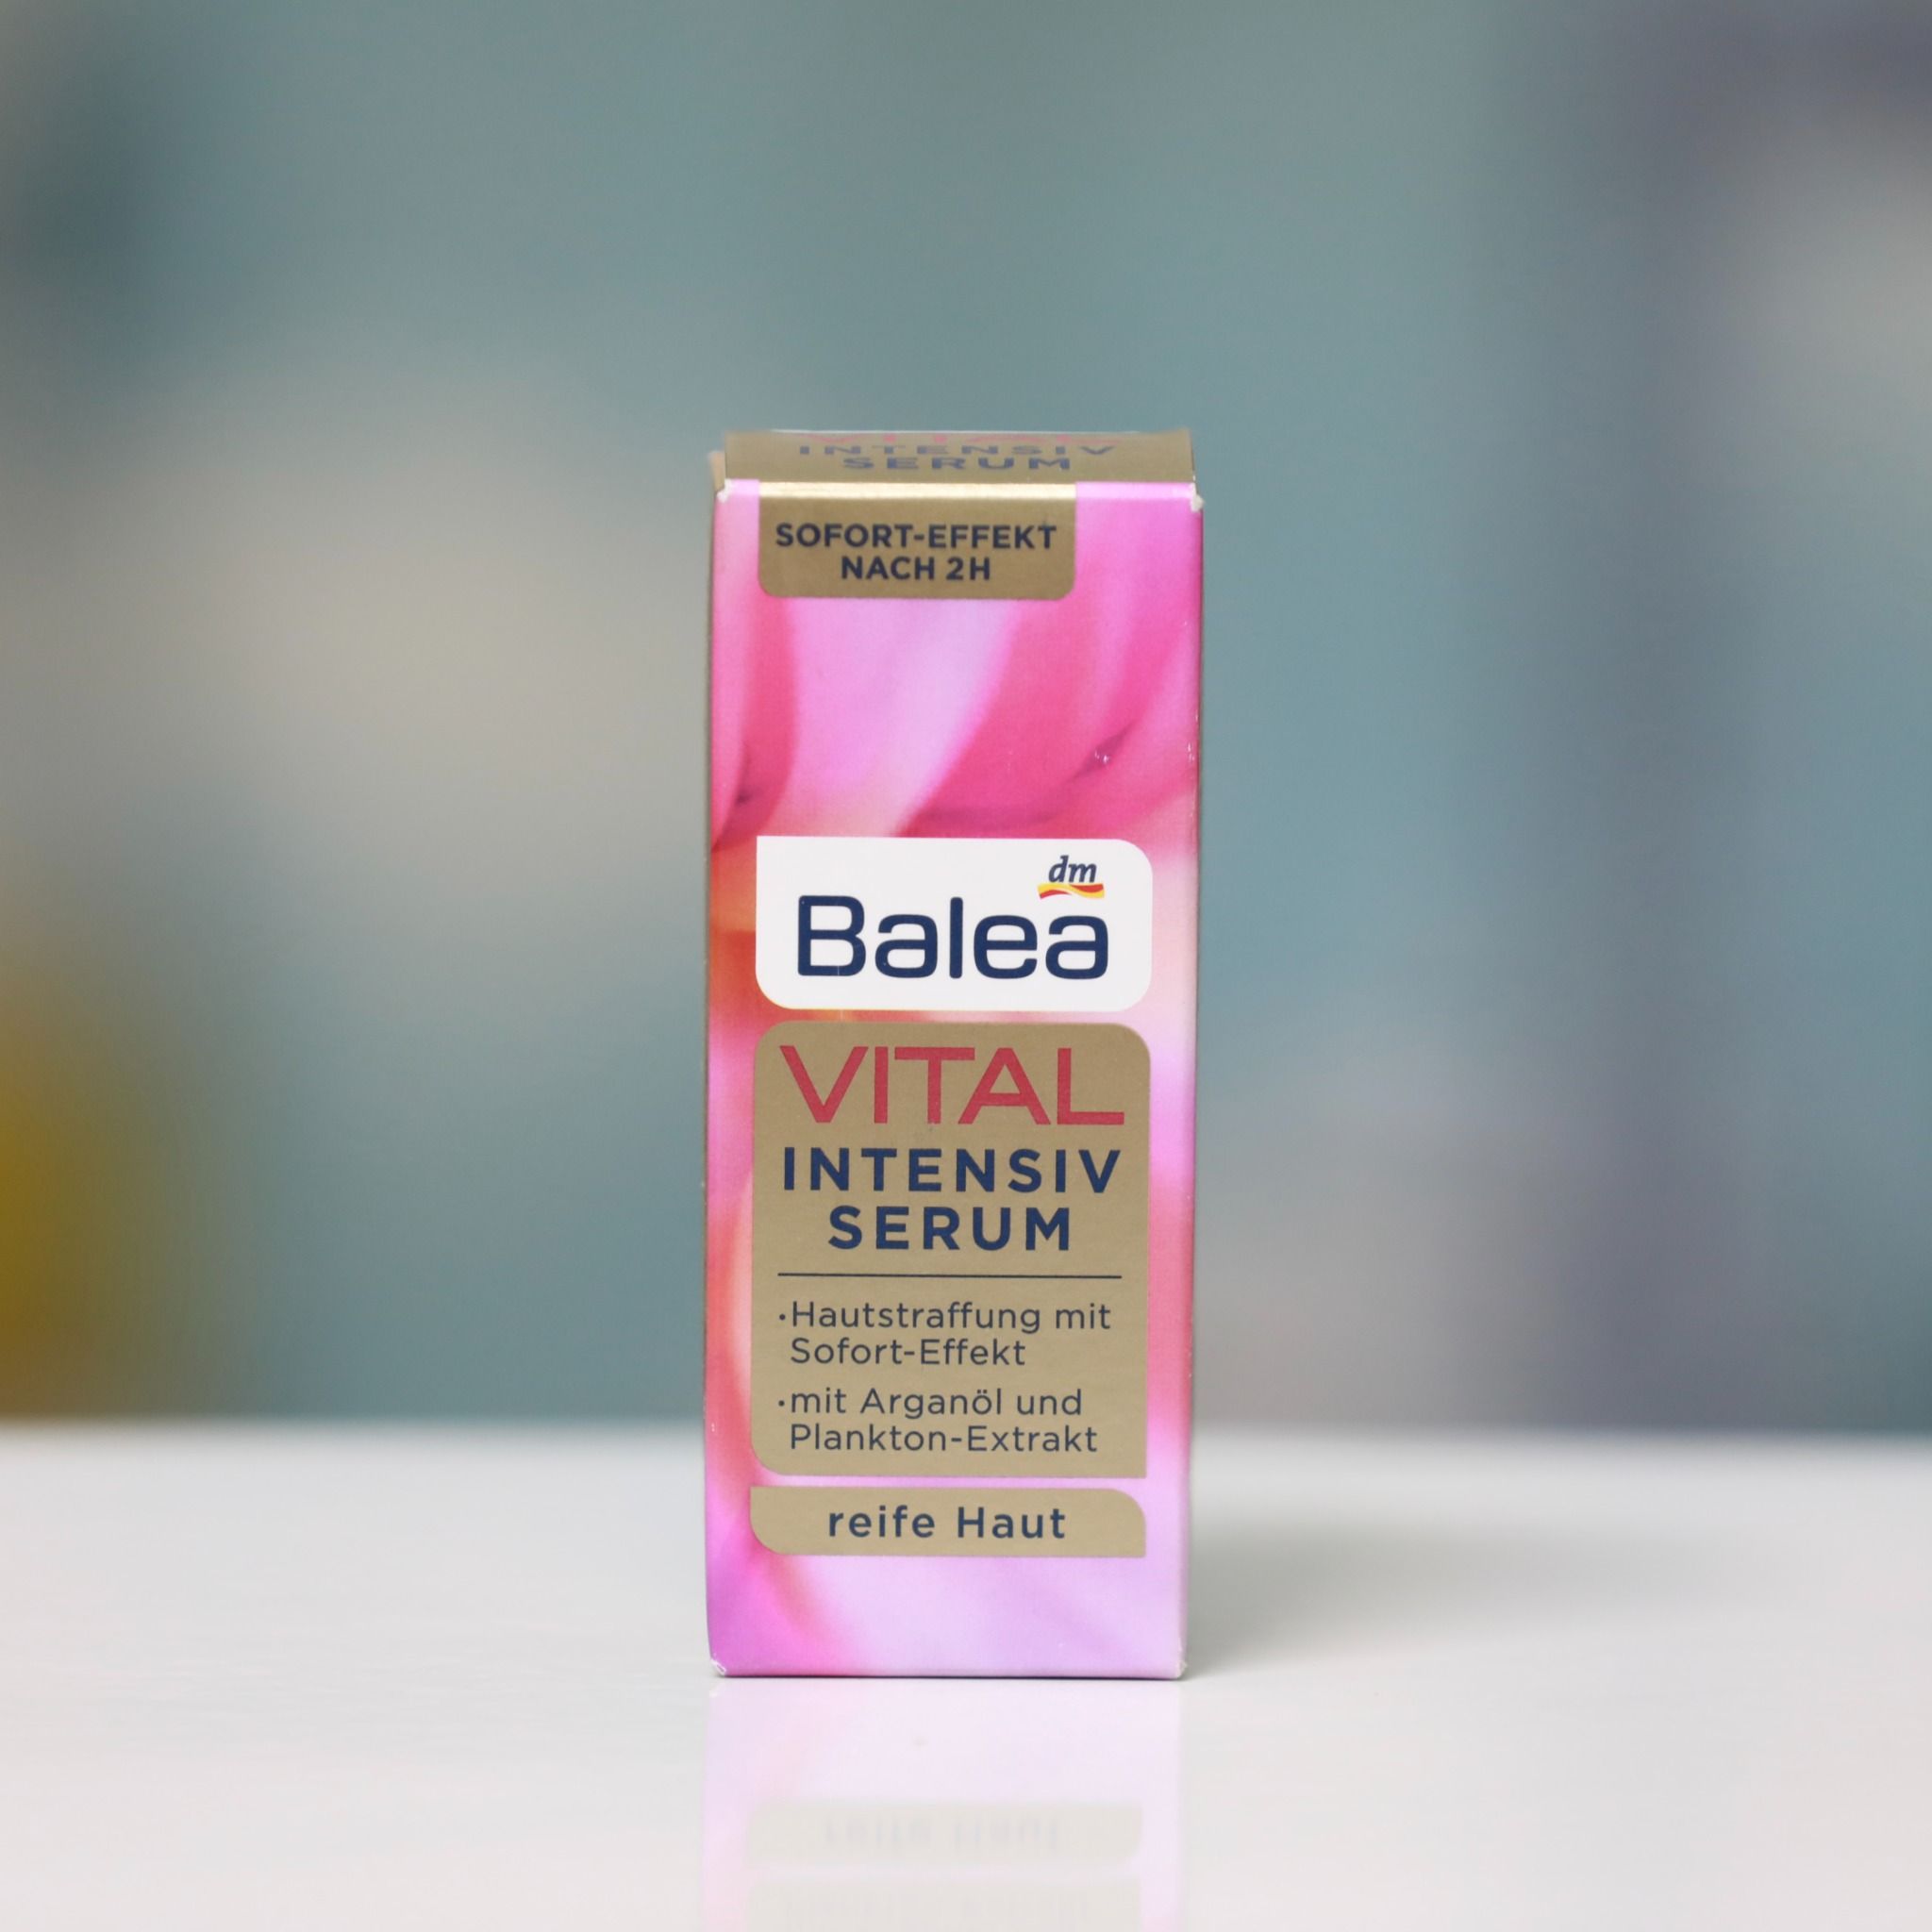 VITAL
INTENSIV
SERUM
SOFORT-EFFEKT
NACH 2H
dm
Balea
VITAL
INTENSIV
SERUM
·Hautstraffung mit
Sofort-Effekt
·mit Arganöl und
Plankton-Extrakt
reife Haut